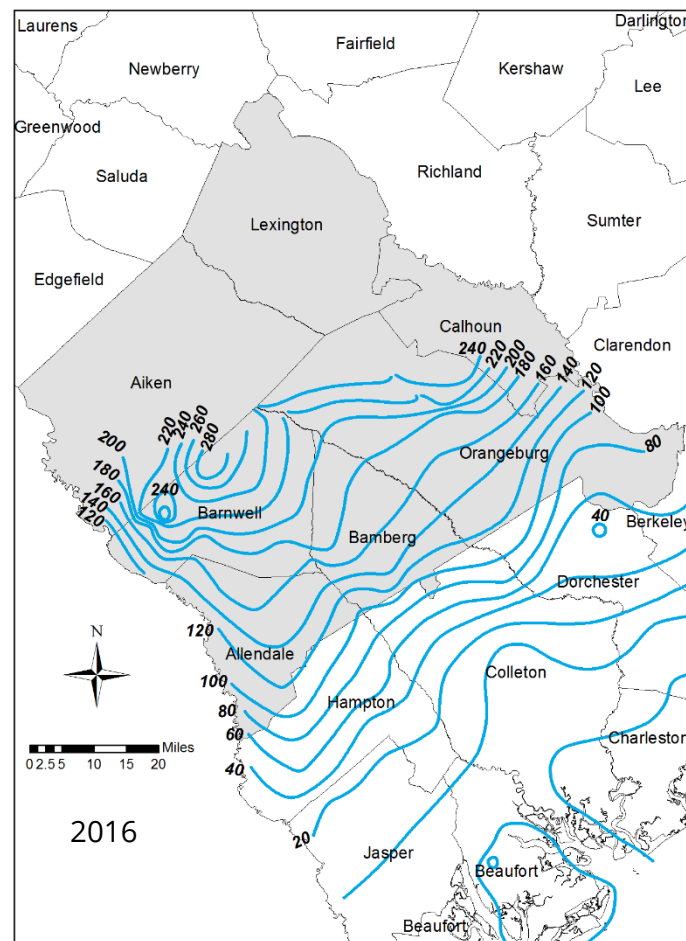 Laurens
Darlington
Fairfield
Newberry
Kershaw
Lee
Greenwood
Saluda
Richland
Sumter
Lexington
Edgefield
Calhoun
Clarendon
240
220
200
180
160
140
120
100
Aiken
220
240
260
280
200
180
160
140
120
240
Orangeburg
80
Barnwell
40
Berkeley
Bamberg
Dorchester
N
120
Allendale
Colleton
100
80
Hampton
60
Charleston
Miles
0 2.5 5 10 15 20
40
2016
20
Jasper
Beaufort
Beaufort